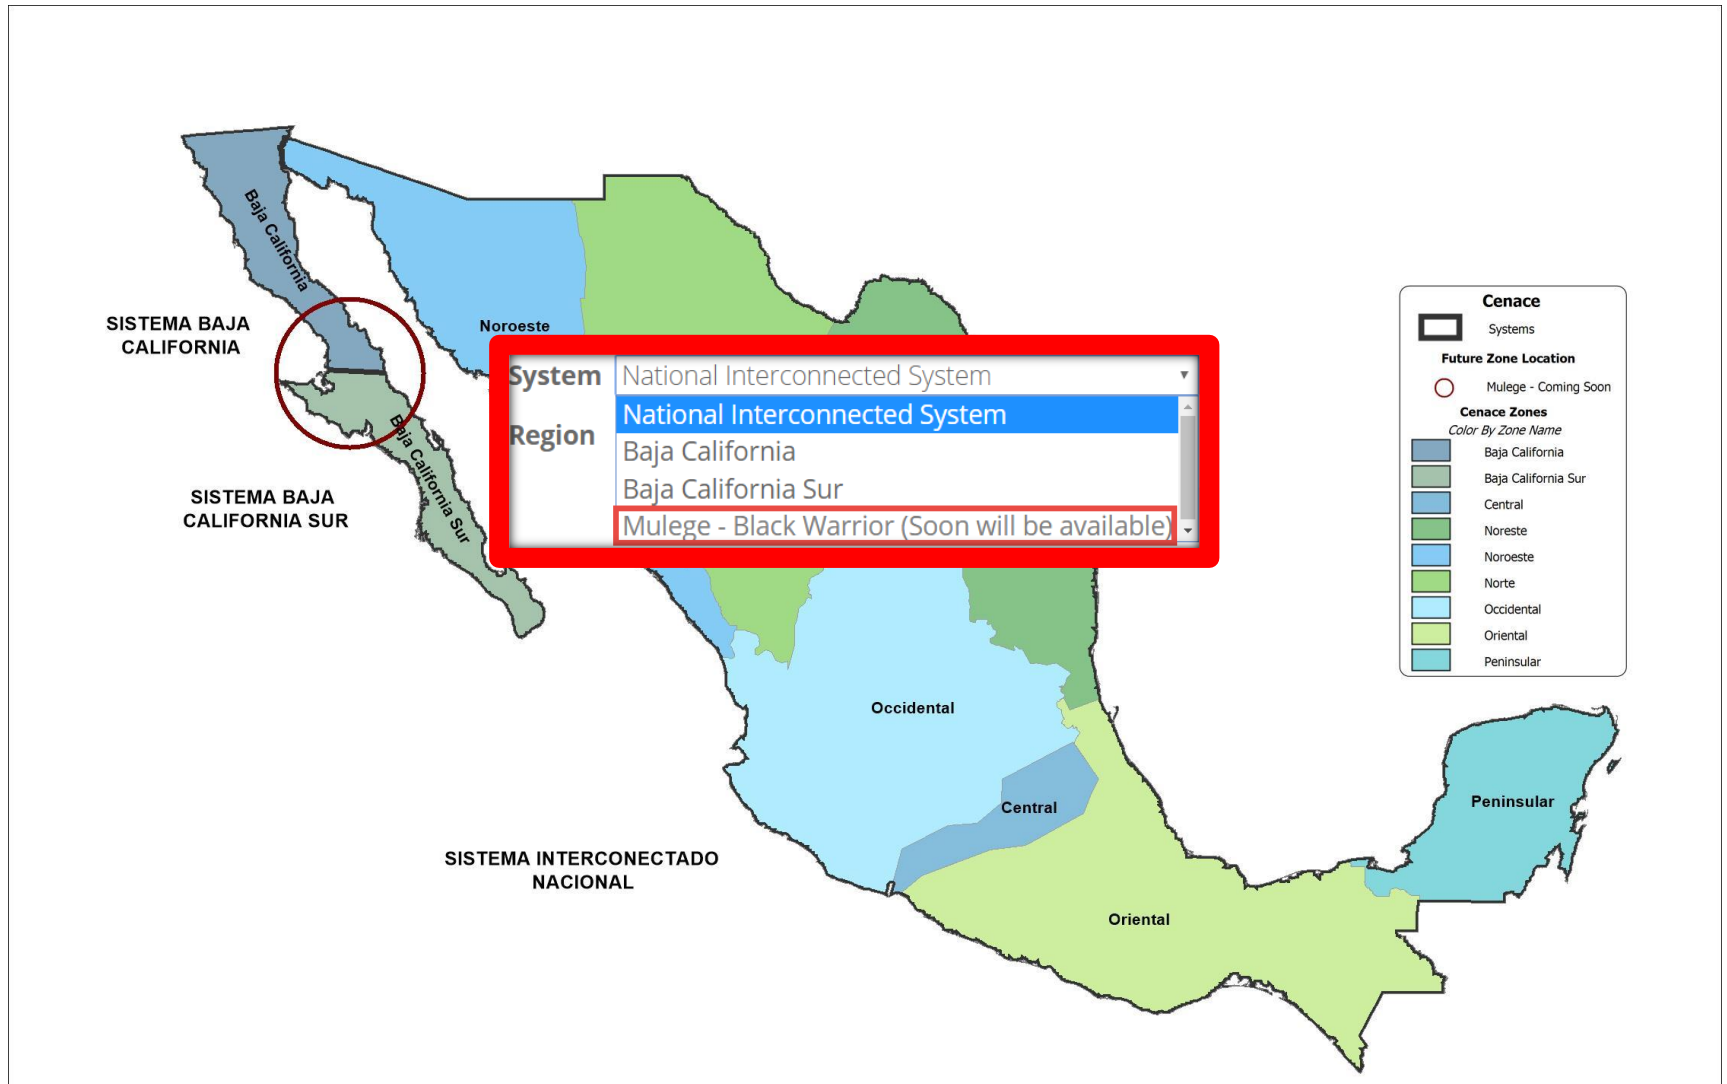 Baja California
SISTEMA BAJA
CALIFORNIA
Noroeste
System
National Interconnected System
National Interconnected System
Region
Baja California
Baja California Sur
Mulege - Black Warrior (Soon will be available)
Baja California Sur
SISTEMA BAJA
CALIFORNIA SUR
Occidental
Central
Peninsular
SISTEMA INTERCONECTADO
NACIONAL
Oriental
Cenace
Systems
Future Zone Location
Mulege - Coming Soon
Cenace Zones
Color By Zone Name
Baja California
Baja California Sur
Central
Noreste
Noroeste
Norte
Occidental
Oriental
Peninsular